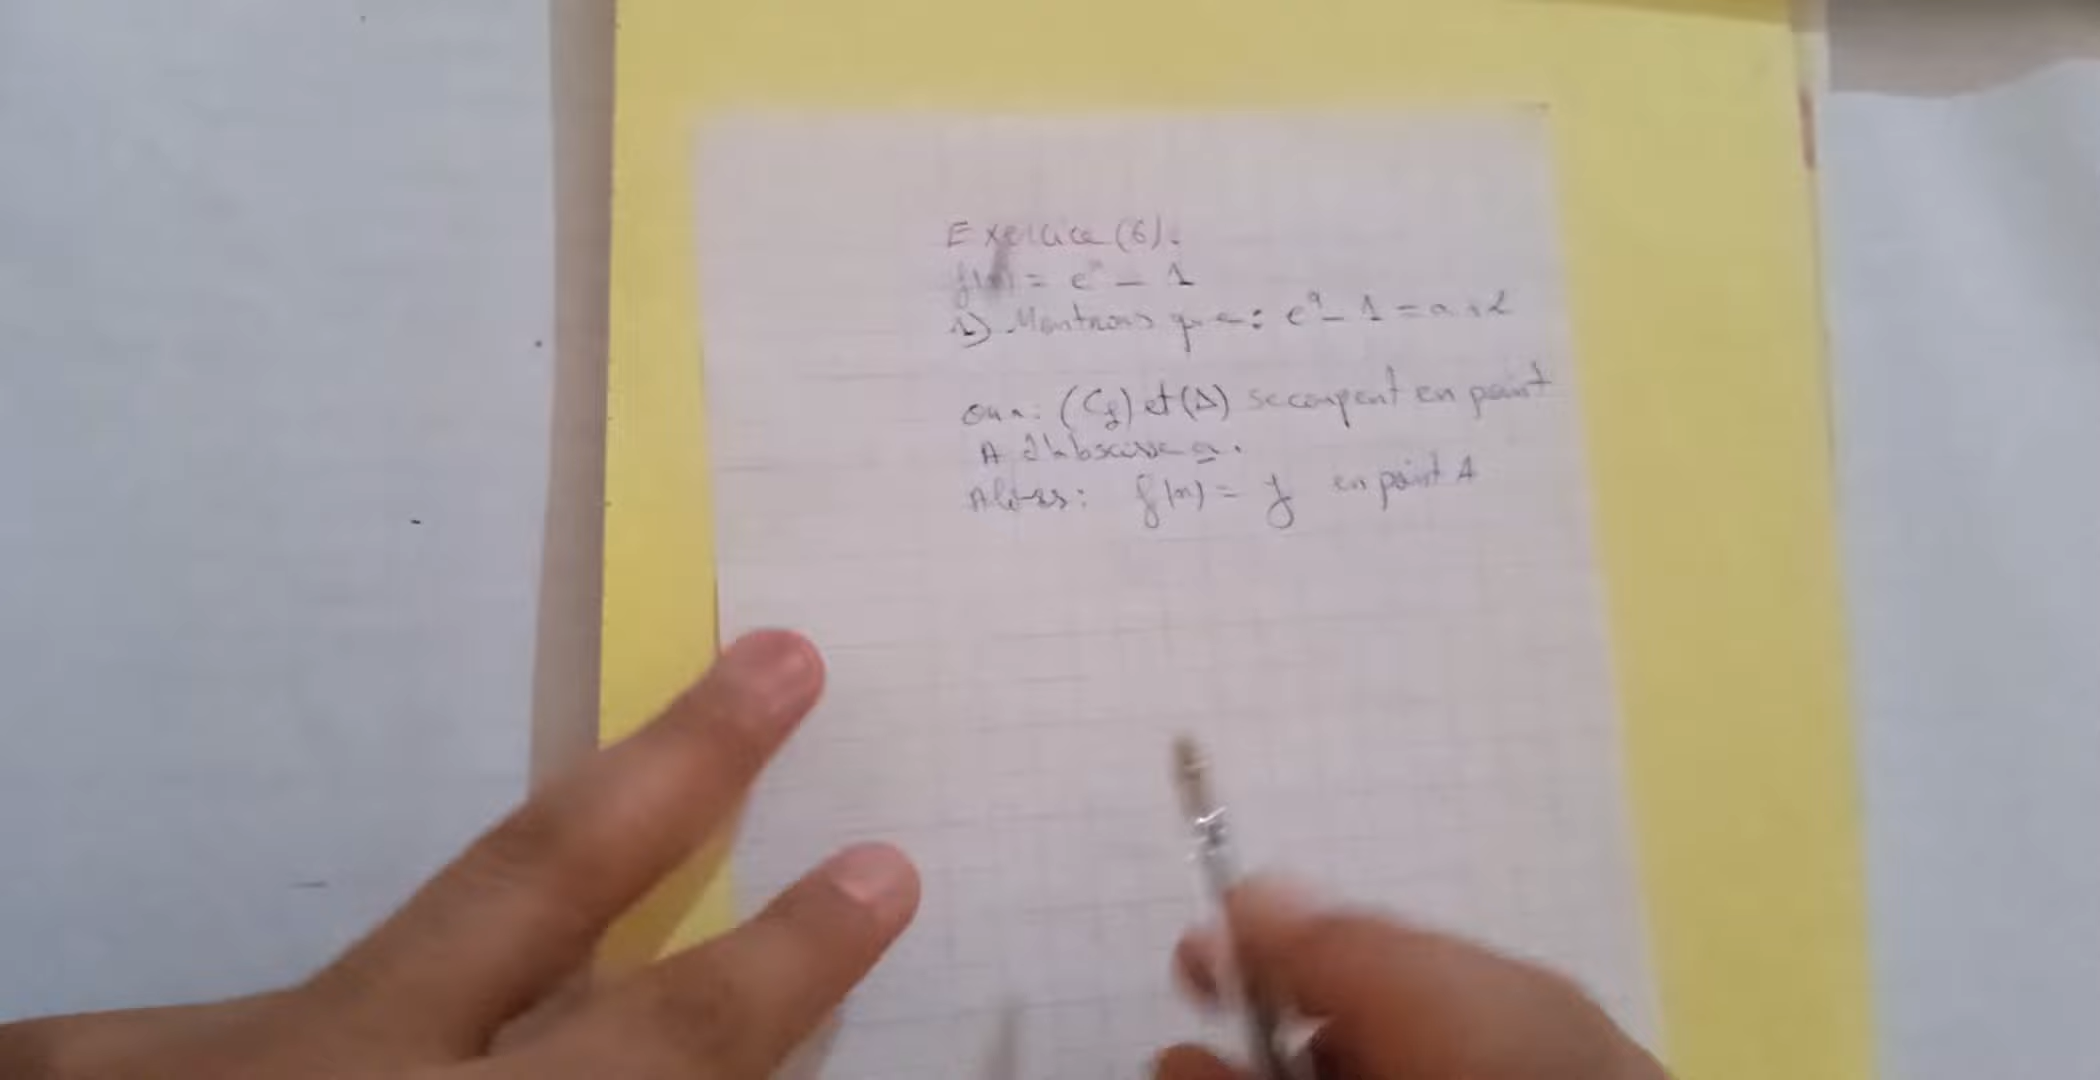 Exercice (6).
f(x) = e^x - 1
1) Montrons que : e^a - 1 = a + 2
on a : (Cf) et (Δ) se coupent en point
A d'abscisse a.
Alors : f(x) = y en point A